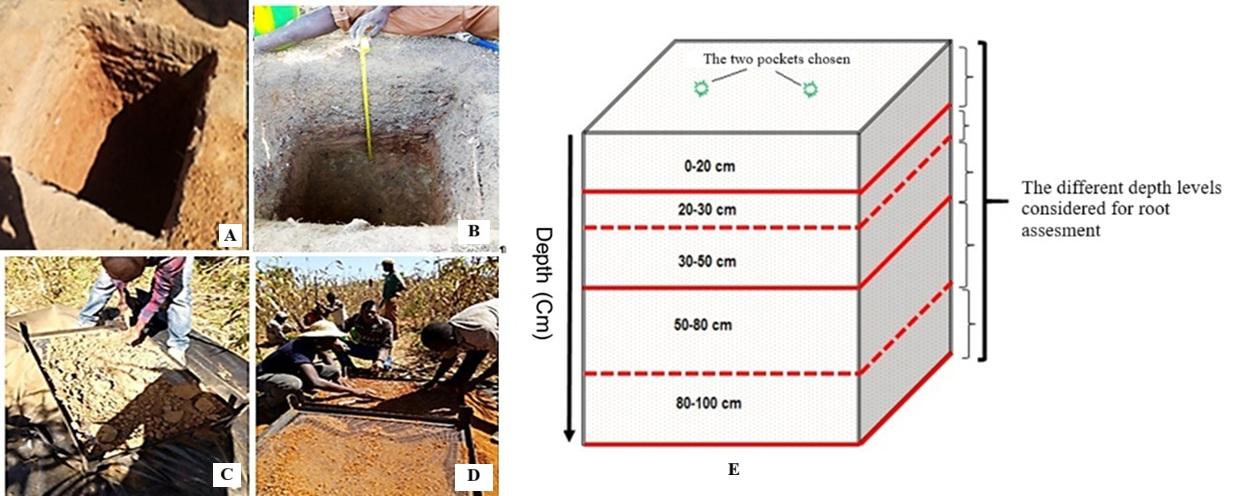 A
B
C
D
The two pockets chosen
0-20 cm
20-30 cm
30-50 cm
50-80 cm
80-100 cm
Depth (Cm)
The different depth levels
considered for root
assesment
E